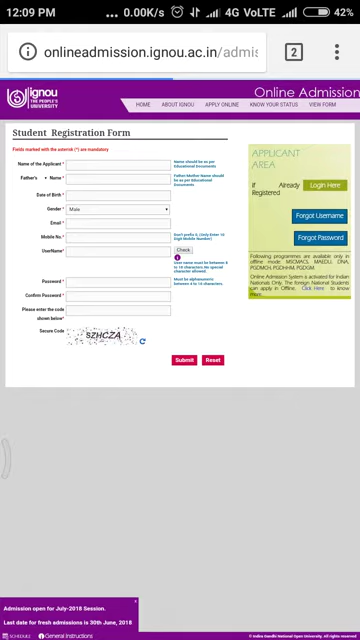 12:09 PM ... 0.00K/s 4G VoLTE 42%
onlineadmission.ignou.ac.in/admis 2
ignou
THE PEOPLE'S
UNIVERSITY
Online Admission
HOME ABOUT IGNOU APPLY ONLINE KNOW YOUR STATUS VIEW FORM
Student Registration Form
Fields marked with the asterisk (*) are mandatory
Name of the Applicant *
Name should be as per Educational Documents
Father's Name *
Father/Mother Name should be as per Educational Documents
Date of Birth *
Gender * Male
Email *
Mobile No. *
Don't prefix 0, (Only Enter 10 Digit Mobile Number)
UserName* Check
User name must be between 8 to 16 characters. No special character allowed.
Password *
Must be alphanumeric between 8 to 15 characters.
Confirm Password *
Please enter the code shown below*
Secure Code SZHCZA
Submit Reset
APPLICANT
AREA
If Already
Registered
Login Here
Forgot Username
Forgot Password
Following programmes are available only in
offline mode: MSCMACS, MAEDU, CNA,
PGDMCH, PGDHHM, PGDGM.
Online Admission System is activated for Indian
Nationals Only. The foreign National Students
can apply in Offline. Click Here to know
more.
x
Admission open for July-2018 Session.
Last date for fresh admissions is 30th June, 2018
SCHEDULE General Instructions
© Indira Gandhi National Open University. All Rights Reserved.